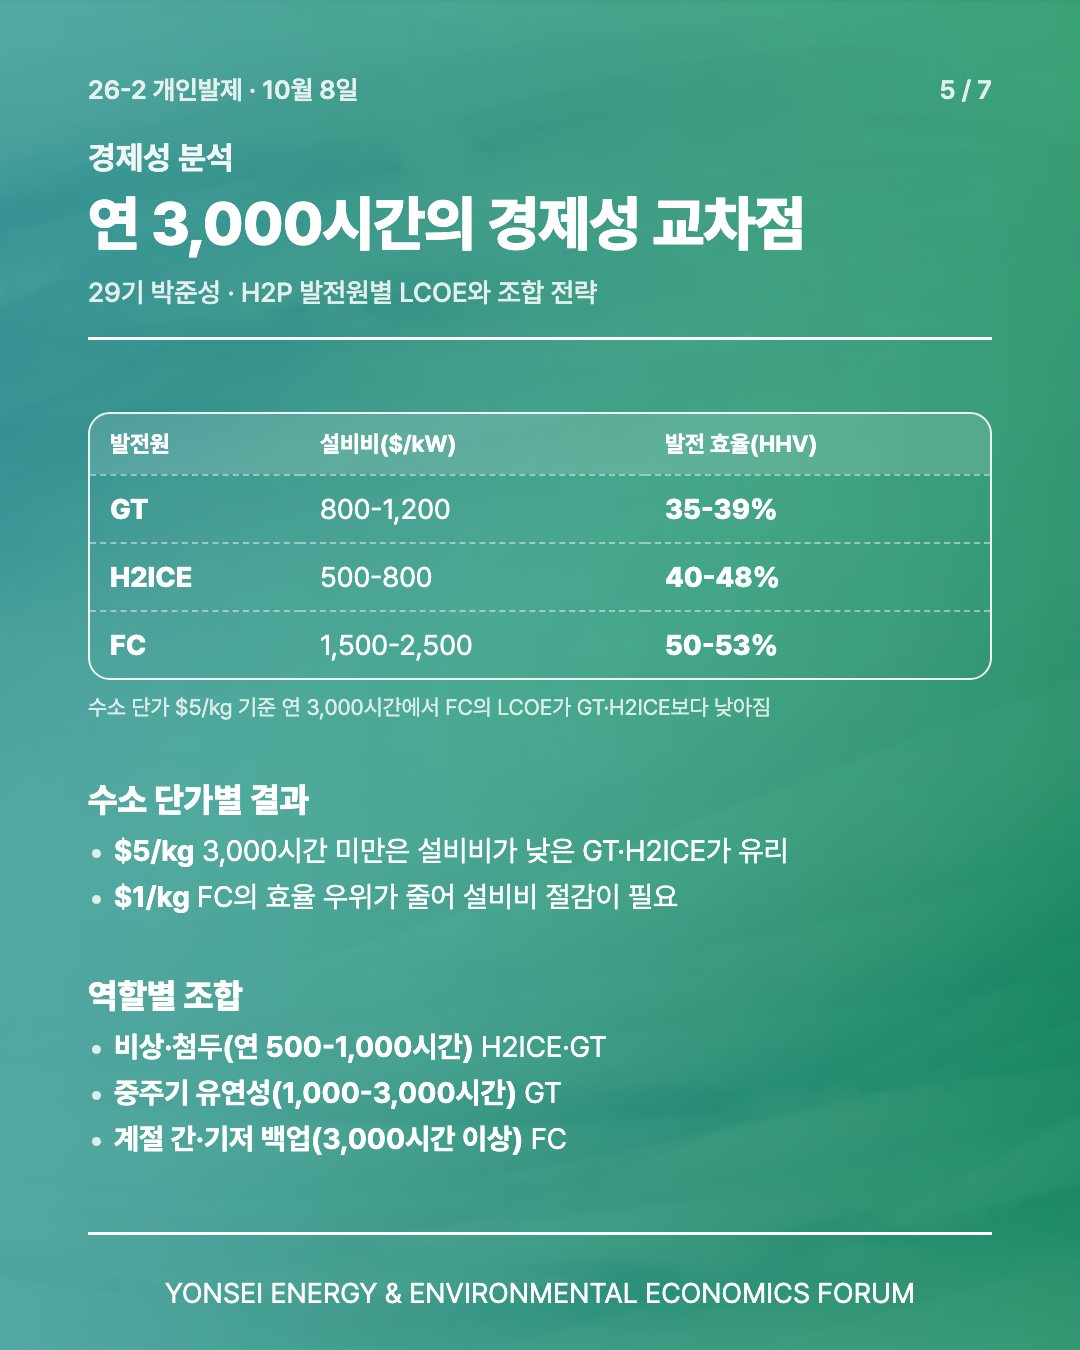 26-2 개인발제 · 10월 8일
5 / 7
경제성 분석
연 3,000시간의 경제성 교차점
29기 박준성 · H2P 발전원별 LCOE와 조합 전략
발전원 설비비($/kW) 발전 효율(HHV)
GT 800-1,200 35-39%
H2ICE 500-800 40-48%
FC 1,500-2,500 50-53%
수소 단가 $5/kg 기준 연 3,000시간에서 FC의 LCOE가 GT·H2ICE보다 낮아짐
수소 단가별 결과
• $5/kg 3,000시간 미만은 설비비가 낮은 GT·H2ICE가 유리
• $1/kg FC의 효율 우위가 줄어 설비비 절감이 필요
역할별 조합
• 비상·첨두(연 500-1,000시간) H2ICE·GT
• 중주기 유연성(1,000-3,000시간) GT
• 계절 간·기저 백업(3,000시간 이상) FC
YONSEI ENERGY & ENVIRONMENTAL ECONOMICS FORUM